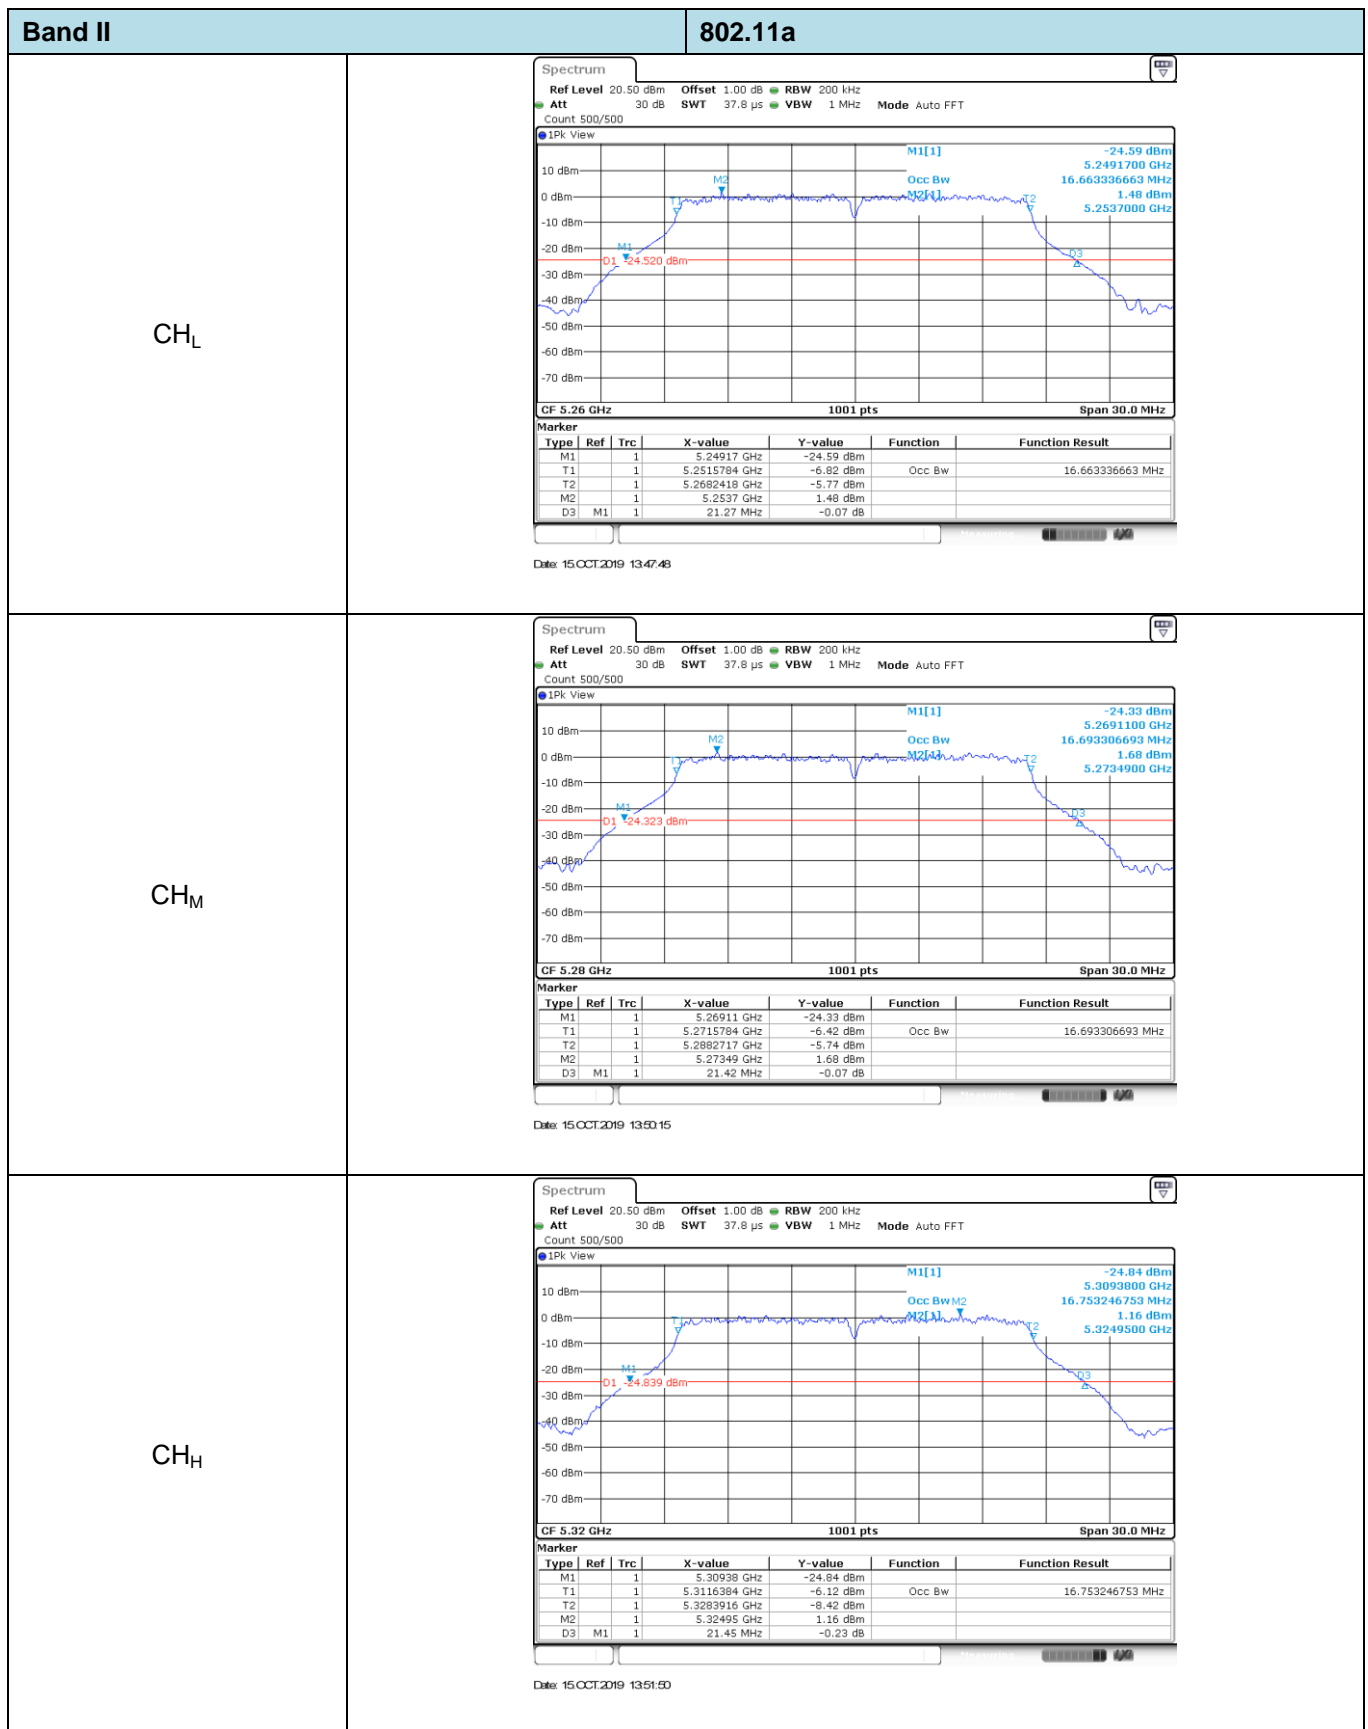 Band II 802.11a
CHL
Spectrum
Ref Level 20.50 dBm Offset 1.00 dB RBW 200 kHz
Att 30 dB SWT 37.8 µs VBW 1 MHz Mode Auto FFT
Count 500/500
1Pk View
M1[1] -24.59 dBm
5.2491700 GHz
10 dBm
Occ Bw 16.663336663 MHz
M2
M2[1] 1.48 dBm
0 dBm
T1 T2
5.2537000 GHz
-10 dBm
-20 dBm
M1
D3
D1 -24.520 dBm
-30 dBm
-40 dBm
-50 dBm
-60 dBm
-70 dBm
CF 5.26 GHz 1001 pts Span 30.0 MHz
Marker
Type Ref Trc X-value Y-value Function Function Result
M1 1 5.24917 GHz -24.59 dBm
T1 1 5.2515784 GHz -6.82 dBm Occ Bw 16.663336663 MHz
T2 1 5.2682418 GHz -5.77 dBm
M2 1 5.2537 GHz 1.48 dBm
D3 M1 1 21.27 MHz -0.07 dB
Measuring
Date: 15.OCT.2019 13:47:48
CHM
Spectrum
Ref Level 20.50 dBm Offset 1.00 dB RBW 200 kHz
Att 30 dB SWT 37.8 µs VBW 1 MHz Mode Auto FFT
Count 500/500
1Pk View
M1[1] -24.33 dBm
5.2691100 GHz
10 dBm
Occ Bw 16.693306693 MHz
M2
M2[1] 1.68 dBm
0 dBm
T1 T2
5.2734900 GHz
-10 dBm
-20 dBm
M1
D3
D1 -24.323 dBm
-30 dBm
-40 dBm
-50 dBm
-60 dBm
-70 dBm
CF 5.28 GHz 1001 pts Span 30.0 MHz
Marker
Type Ref Trc X-value Y-value Function Function Result
M1 1 5.26911 GHz -24.33 dBm
T1 1 5.2715784 GHz -6.42 dBm Occ Bw 16.693306693 MHz
T2 1 5.2882717 GHz -5.74 dBm
M2 1 5.27349 GHz 1.68 dBm
D3 M1 1 21.42 MHz -0.07 dB
Measuring
Date: 15.OCT.2019 13:50:15
CHH
Spectrum
Ref Level 20.50 dBm Offset 1.00 dB RBW 200 kHz
Att 30 dB SWT 37.8 µs VBW 1 MHz Mode Auto FFT
Count 500/500
1Pk View
M1[1] -24.84 dBm
5.3093800 GHz
10 dBm
Occ Bw M2 16.753246753 MHz
M2[1] 1.16 dBm
0 dBm
T1 T2
5.3249500 GHz
-10 dBm
-20 dBm
M1
D3
D1 -24.839 dBm
-30 dBm
-40 dBm
-50 dBm
-60 dBm
-70 dBm
CF 5.32 GHz 1001 pts Span 30.0 MHz
Marker
Type Ref Trc X-value Y-value Function Function Result
M1 1 5.30938 GHz -24.84 dBm
T1 1 5.3116384 GHz -6.12 dBm Occ Bw 16.753246753 MHz
T2 1 5.3283916 GHz -8.42 dBm
M2 1 5.32495 GHz 1.16 dBm
D3 M1 1 21.45 MHz -0.23 dB
Measuring
Date: 15.OCT.2019 13:51:50